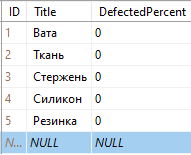 ID Title DefectedPercent
1 Вата 0
2 Ткань 0
3 Стержень 0
4 Силикон 0
5 Резинка 0
N... NULL NULL